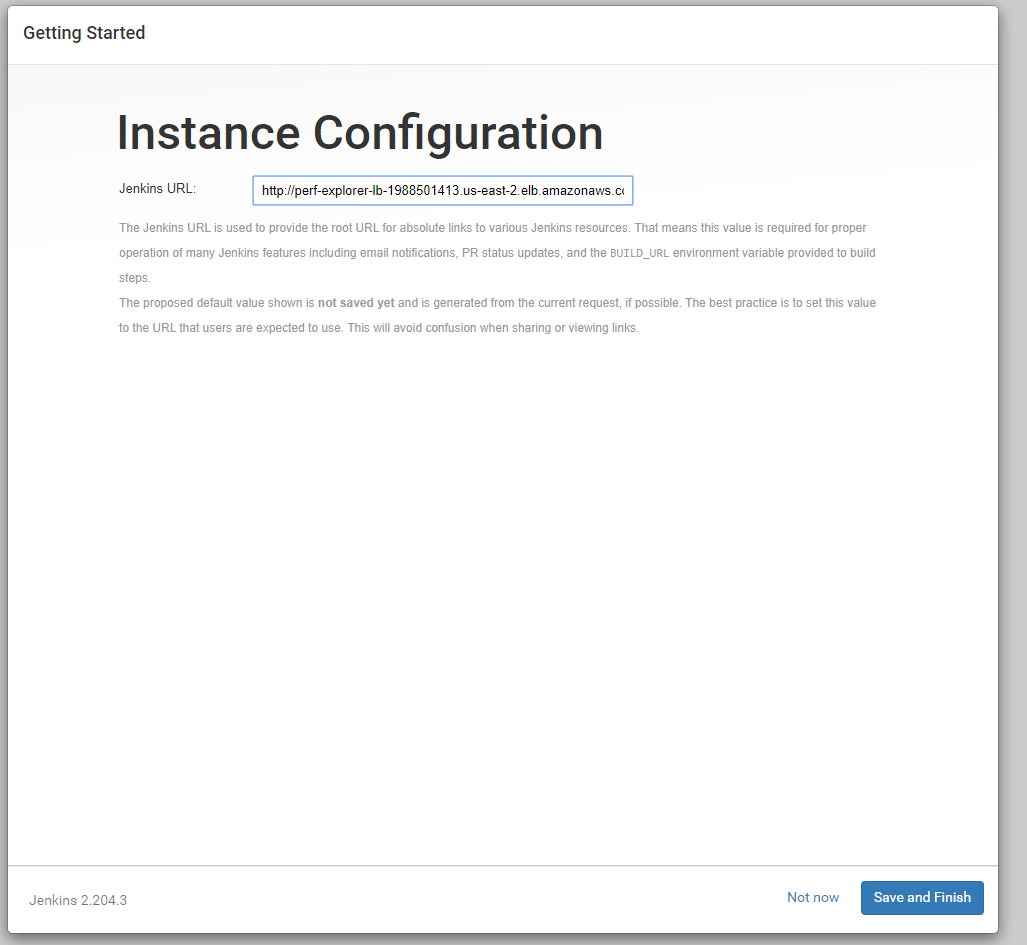 Getting Started
Instance Configuration
Jenkins URL:
http://perf-explorer-lb-1988501413.us-east-2.elb.amazonaws.cc
The Jenkins URL is used to provide the root URL for absolute links to various Jenkins resources. That means this value is required for proper
operation of many Jenkins features including email notifications, PR status updates, and the BUILD_URL environment variable provided to build
steps.
The proposed default value shown is not saved yet and is generated from the current request, if possible. The best practice is to set this value
to the URL that users are expected to use. This will avoid confusion when sharing or viewing links.
Jenkins 2.204.3
Not now
Save and Finish